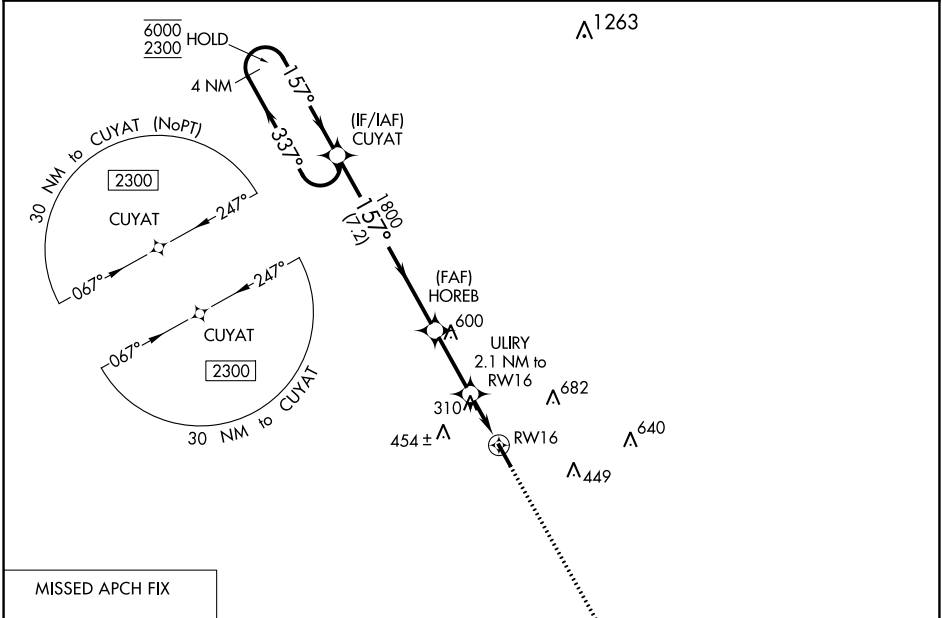 6000
2300
HOLD
4 NM
157°
337°
(IF/IAF)
CUYAT
1263
30 NM to CUYAT (NoPT)
2300
CUYAT
247°
067°
1800
157°
(7.2)
247°
067°
CUYAT
2300
30 NM to CUYAT
(FAF)
HOREB
600
ULIRY
2.1 NM to
RW16
310
682
454 ±
RW16
640
449
MISSED APCH FIX